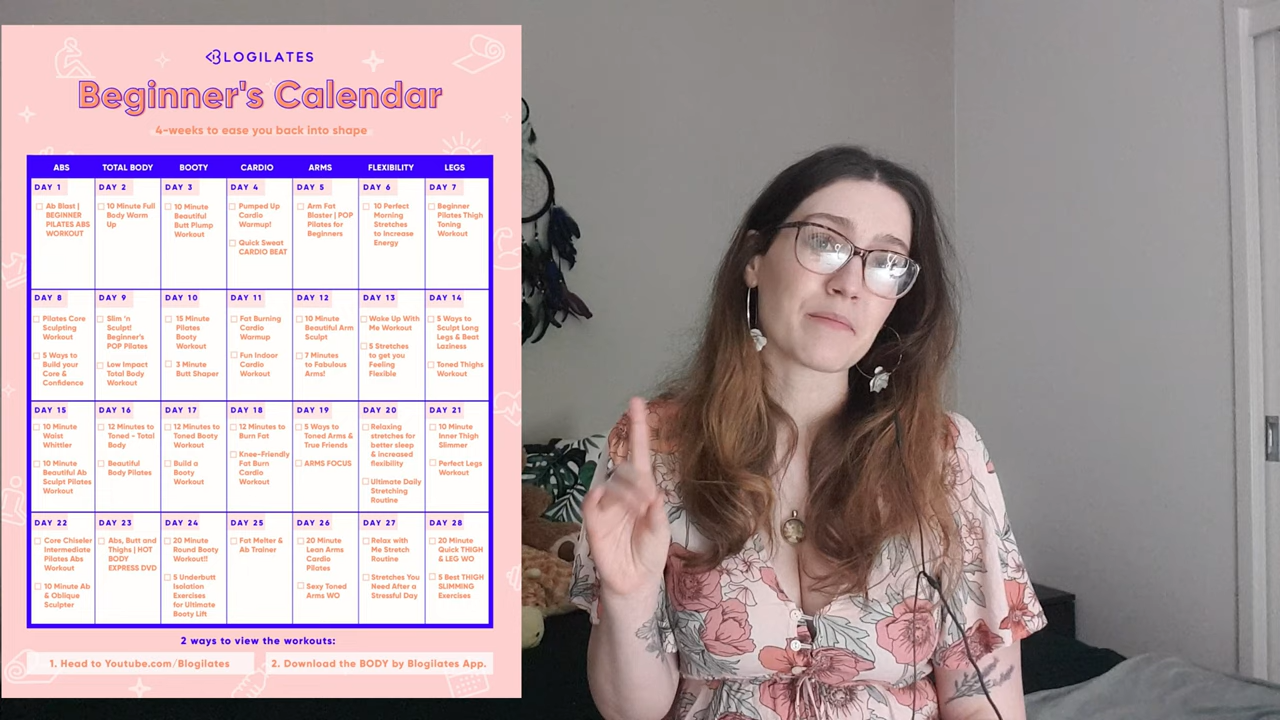 BLOGILATES
Beginner's Calendar
4-weeks to ease you back into shape
ABS TOTAL BODY BOOTY CARDIO ARMS FLEXIBILITY LEGS
DAY 1
Ab Blast |
BEGINNER
PILATES ABS
WORKOUT
DAY 2
10 Minute Full
Body Warm
Up
DAY 3
10 Minute
Beautiful
Butt Plump
Workout
DAY 4
Pumped Up
Cardio
Warmup!
Quick Sweat
CARDIO BEAT
DAY 5
Arm Fat
Blaster | POP
Pilates for
Beginners
DAY 6
10 Perfect
Morning
Stretches
to Increase
Energy
DAY 7
Beginner
Pilates Thigh
Toning
Workout
DAY 8
Pilates Core
Sculpting
Workout
5 Ways to
Build your
Core &
Confidence
DAY 9
Slim 'n
Sculpt!
Beginner's
POP Pilates
Low Impact
Total Body
Workout
DAY 10
15 Minute
Pilates
Booty
Workout
3 Minute
Butt Shaper
DAY 11
Fat Burning
Cardio
Warmup
Fun Indoor
Cardio
Workout
DAY 12
10 Minute
Beautiful Arm
Sculpt
7 Minutes
to Fabulous
Arms!
DAY 13
Wake Up With
Me Workout
5 Stretches
to get you
Feeling
Flexible
DAY 14
5 Ways to
Sculpt Long
Legs & Beat
Laziness
Toned Thighs
Workout
DAY 15
10 Minute
Waist
Whittler
10 Minute
Beautiful Ab
Sculpt Pilates
Workout
DAY 16
12 Minutes to
Toned - Total
Body
Beautiful
Body Pilates
DAY 17
12 Minutes to
Toned Booty
Workout
Build a
Booty
Workout
DAY 18
12 Minutes to
Burn Fat
Knee-Friendly
Fat Burn
Cardio
Workout
DAY 19
5 Ways to
Toned Arms &
True Friends
ARMS FOCUS
DAY 20
Relaxing
stretches for
better sleep
& increased
flexibility
Ultimate Daily
Stretching
Routine
DAY 21
10 Minute
Inner Thigh
Slimmer
Perfect Legs
Workout
DAY 22
Core Chiseler
Intermediate
Pilates Abs
Workout
10 Minute Ab
& Oblique
Sculpter
DAY 23
Abs, Butt and
Thighs | HOT
BODY
EXPRESS DVD
DAY 24
20 Minute
Round Booty
Workout!!
5 Underbutt
Isolation
Exercises
for Ultimate
Booty Lift
DAY 25
Fat Melter &
Ab Trainer
DAY 26
20 Minute
Lean Arms
Cardio
Pilates
Sexy Toned
Arms WO
DAY 27
Relax with
Me Stretch
Routine
Stretches You
Need After a
Stressful Day
DAY 28
20 Minute
Quick THIGH
& LEG WO
5 Best THIGH
SLIMMING
Exercises
2 ways to view the workouts:
1. Head to Youtube.com/Blogilates
2. Download the BODY by Blogilates App.